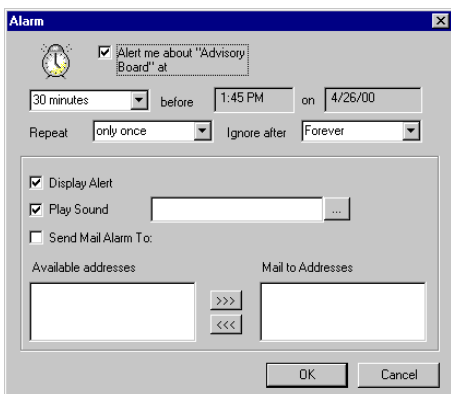 Alarm
Alert me about "Advisory
Board" at
30 minutes before 1:45 PM on 4/26/00
Repeat only once Ignore after Forever
Display Alert
Play Sound ...
Send Mail Alarm To:
Available addresses Mail to Addresses
>>>
<<<
OK Cancel